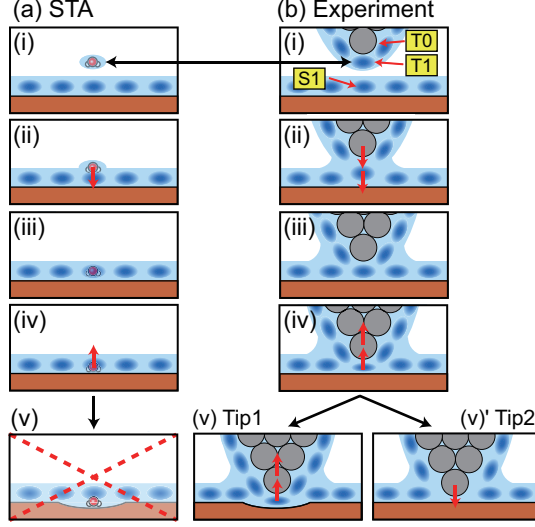 (a) STA
(b) Experiment
(i)
(i)
T0
T1
S1
(ii)
(ii)
(iii)
(iii)
(iv)
(iv)
(v)
(v) Tip1
(v)' Tip2